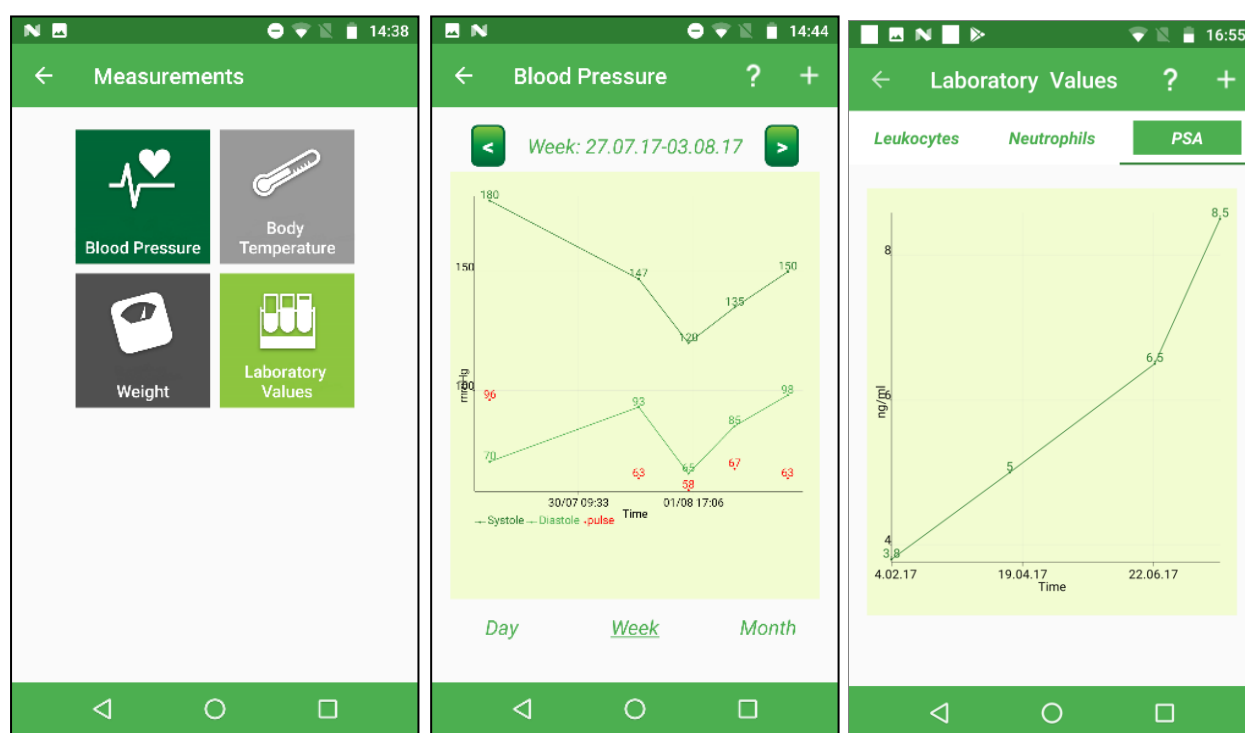 14:38
Measurements
Blood Pressure
Body
Temperature
Weight
Laboratory
Values
14:44
Blood Pressure ? +
< Week: 27.07.17-03.08.17 >
180
150
147
150
135
120
100
mmHg
96
93
98
85
70
65
67
63
58
63
30/07 09:33 01/08 17:06
Time
Systole Diastole pulse
Day Week Month
16:55
Laboratory Values ? +
Leukocytes Neutrophils PSA
8,5
8
6,5
6
ng/ml
5
4
3,8
4.02.17 19.04.17 22.06.17
Time